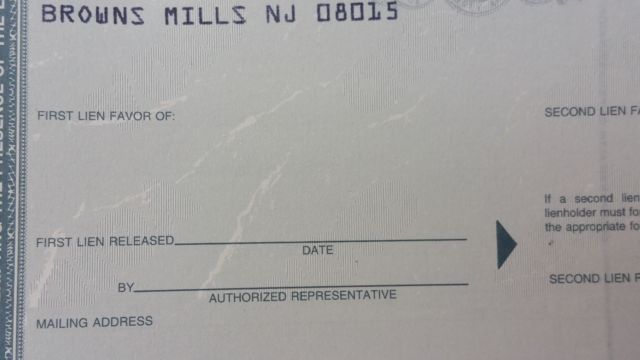 BROWNS MILLS NJ 08015
FIRST LIEN FAVOR OF:
SECOND LIEN
If a second lien
lienholder must
the appropriate
FIRST LIEN RELEASED
DATE
SECOND LIEN
BY
AUTHORIZED REPRESENTATIVE
MAILING ADDRESS